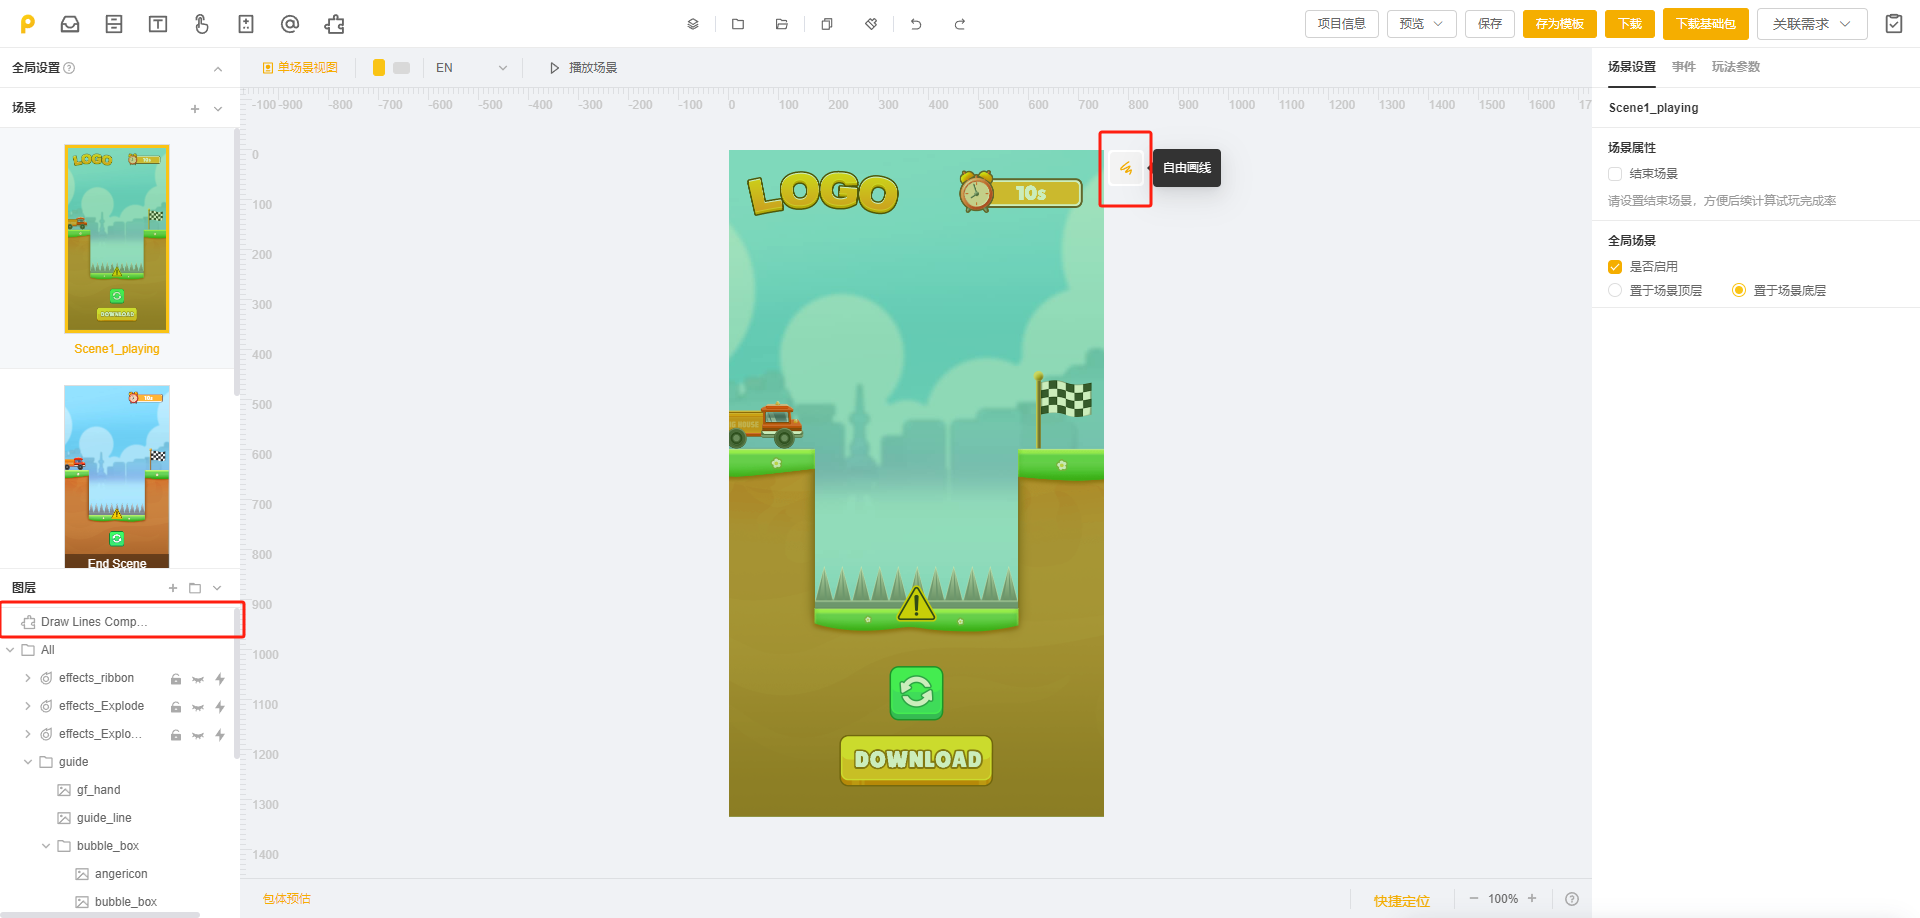 项目信息
预览
保存
存为模板
下载
下载基础包
关联需求
全局设置
单场景视图
EN
播放场景
场景设置
事件
玩法参数
场景
-100 -900 -800 -700 -600 -500 -400 -300 -200 -100 0 100 200 300 400 500 600 700 800 900 1000 1100 1200 1300 1400 1500 1600 17
Scene1_playing
场景属性
结束场景
请设置结束场景，方便后续计算试玩完成率
全局场景
是否启用
置于场景顶层
置于场景底层
LOGO
10s
DOWNLOAD
Scene1_playing
10s
End Scene
0
100
200
300
400
500
600
700
800
900
1000
1100
1200
1300
1400
LOGO
10s
自由画线
DOWNLOAD
图层
Draw Lines Comp...
All
effects_ribbon
effects_Explode
effects_Explo...
guide
gf_hand
guide_line
bubble_box
angericon
bubble_box
包体预估
快捷定位
100%